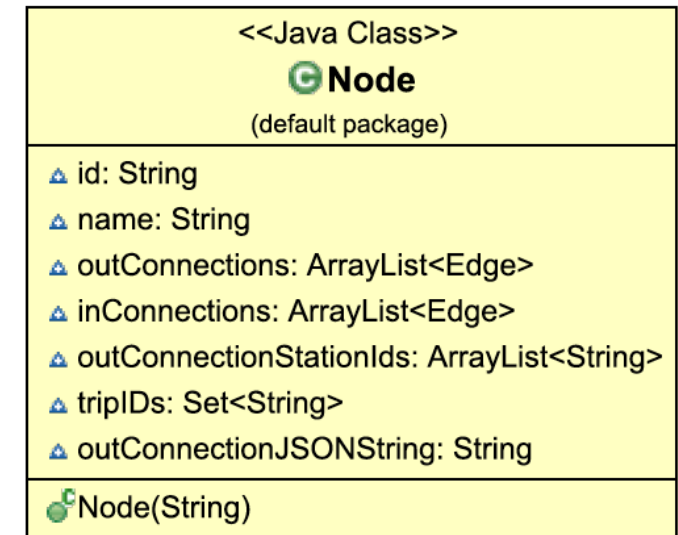 <<Java Class>>
C Node
(default package)
id: String
name: String
outConnections: ArrayList<Edge>
inConnections: ArrayList<Edge>
outConnectionStationIds: ArrayList<String>
tripIDs: Set<String>
outConnectionJSONString: String
C Node(String)